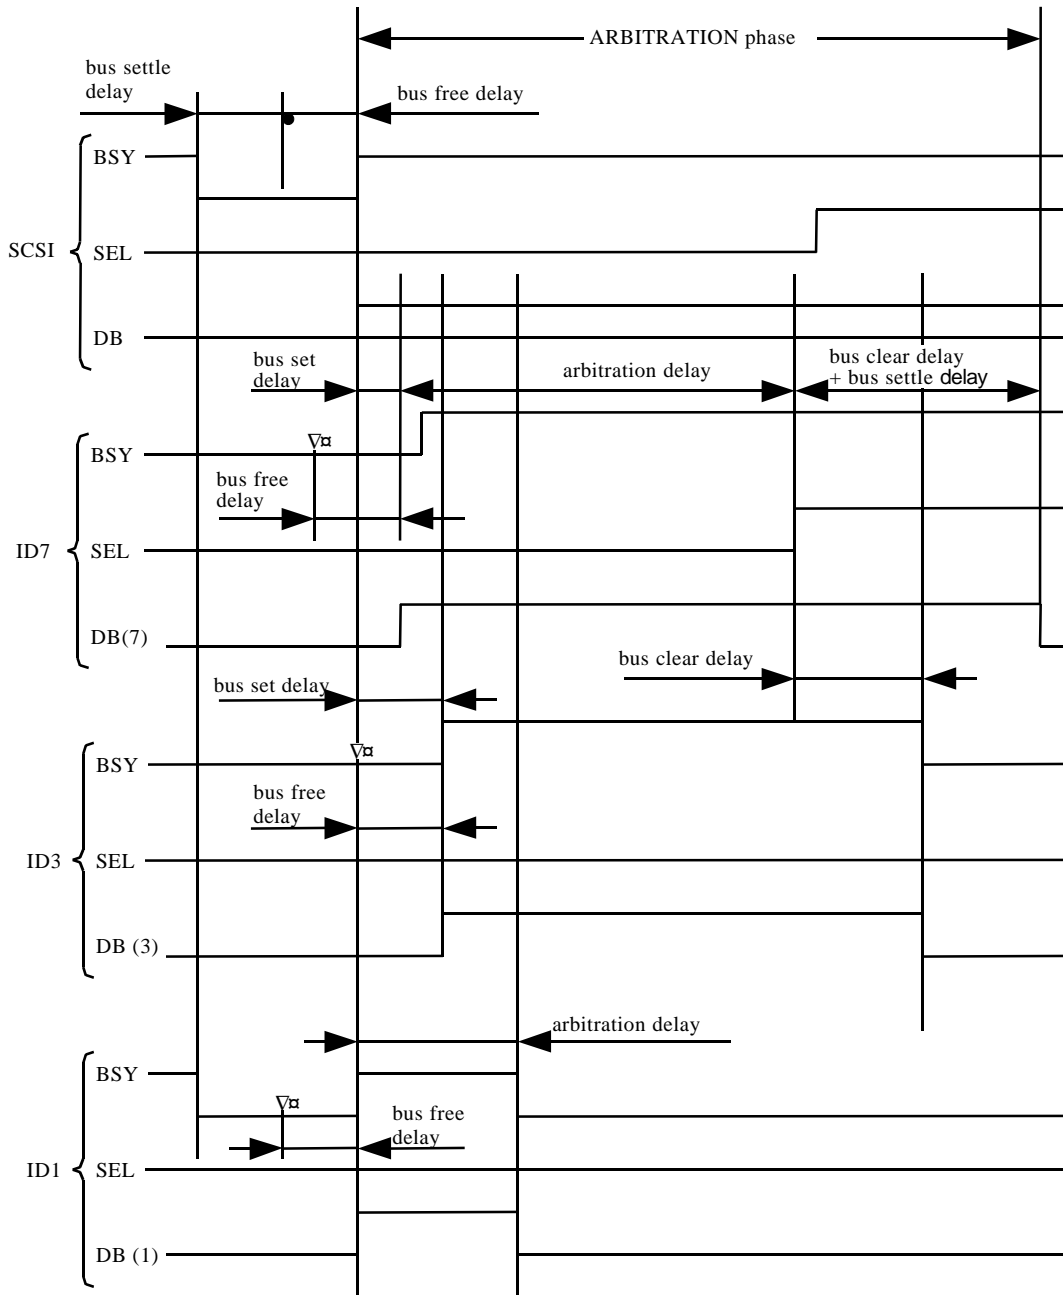 ARBITRATION phase
bus settle
delay
bus free delay
BSY
SCSI
SEL
DB
bus set
delay
arbitration delay
bus clear delay
+ bus settle delay
∇¤
BSY
bus free
delay
ID7
SEL
DB(7)
bus clear delay
bus set delay
∇¤
BSY
bus free
delay
ID3
SEL
DB (3)
arbitration delay
BSY
∇¤
bus free
delay
ID1
SEL
DB (1)